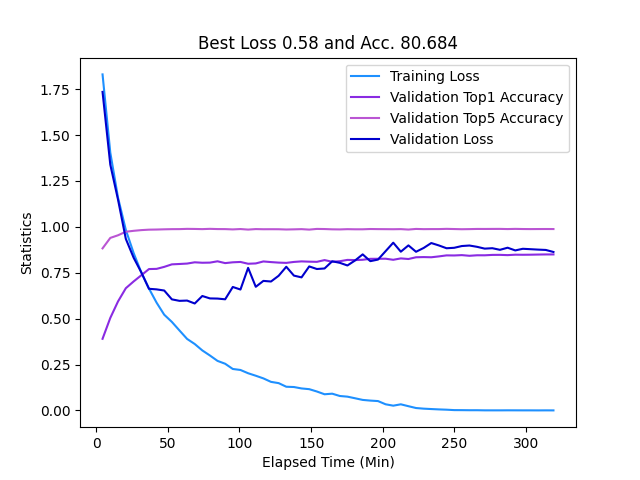 Best Loss 0.58 and Acc. 80.684
Training Loss
Validation Top1 Accuracy
Validation Top5 Accuracy
Validation Loss
1.75
1.50
1.25
1.00
0.75
0.50
0.25
0.00
Statistics
0 50 100 150 200 250 300
Elapsed Time (Min)